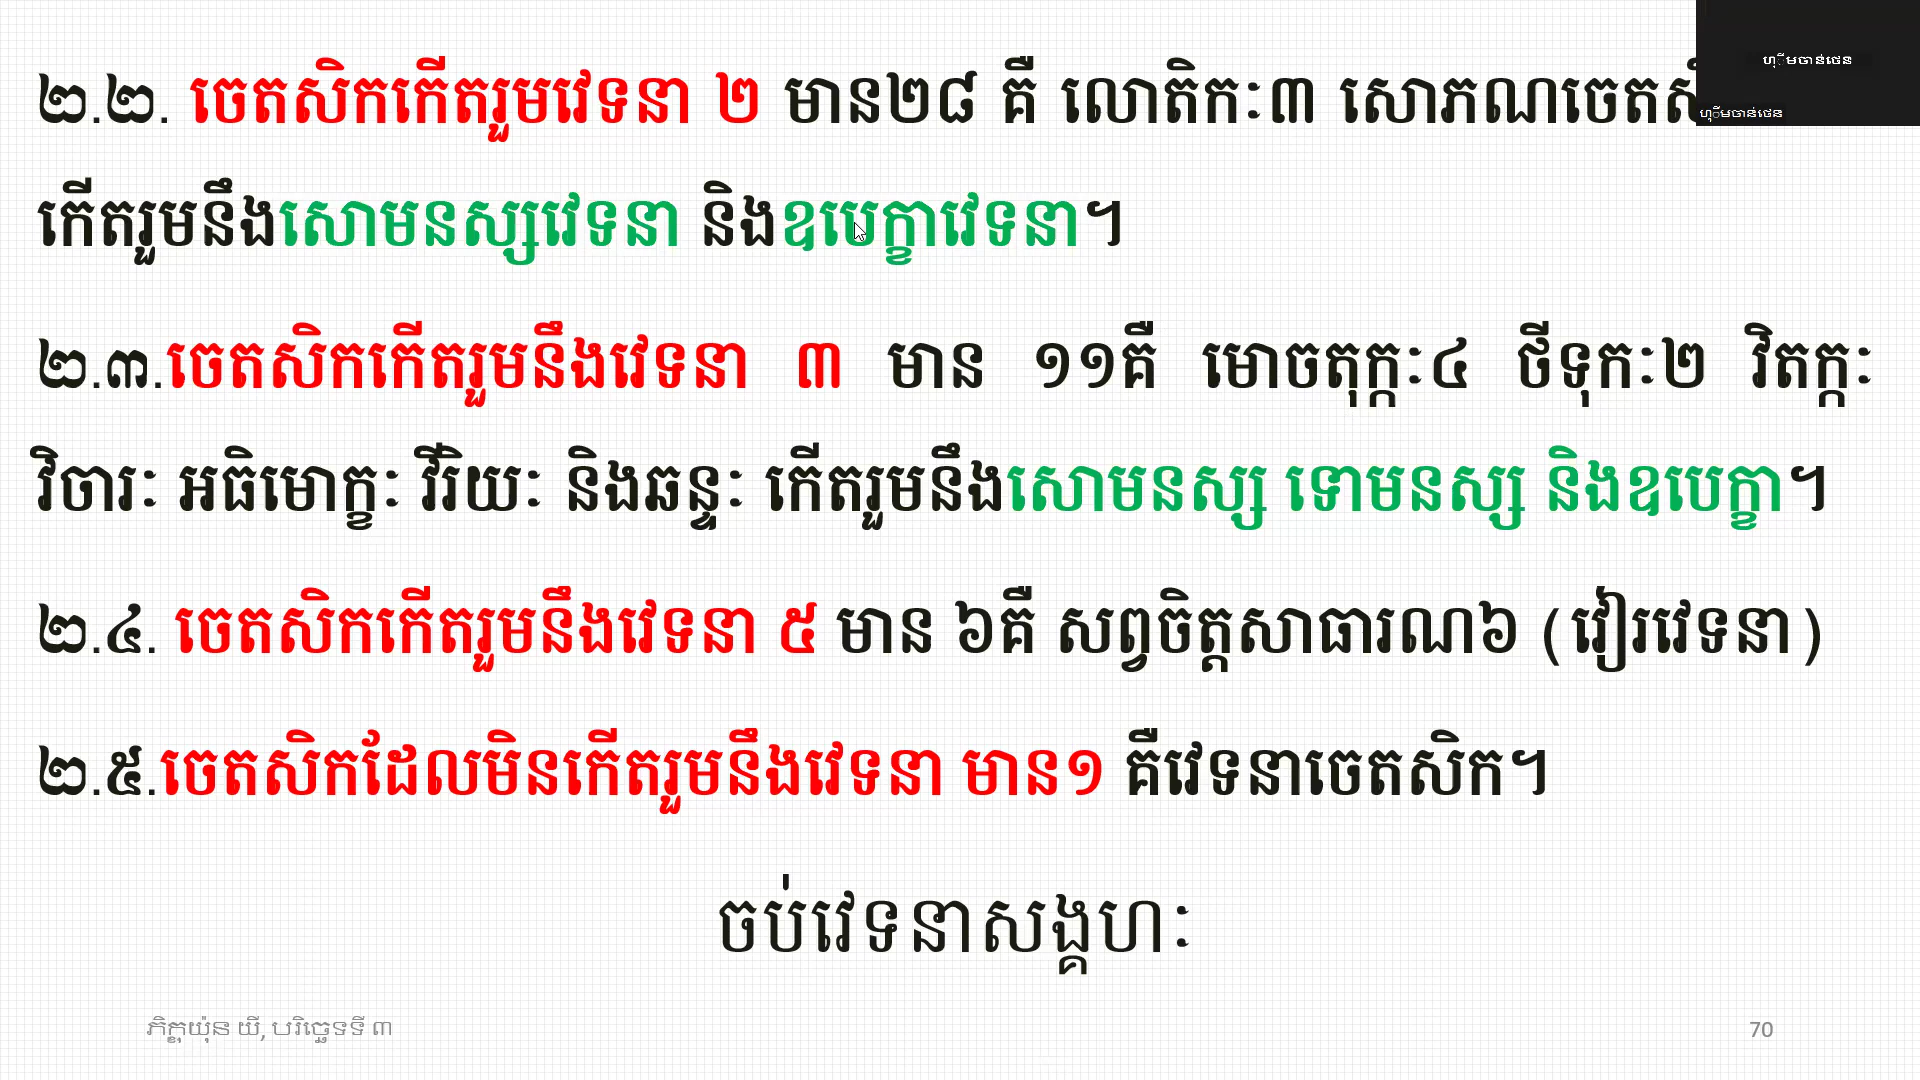 ២.២. ចេតសិកកើតរួមវេទនា ២ មាន២៨ គឺ លោតិកៈ៣ សោភណចេតស
កើតរួមនឹងសោមនស្សវេទនា និងឧបេក្ខាវេទនា។
២.៣.ចេតសិកកើតរួមនឹងវេទនា ៣ មាន ១១គឺ មោចតុក្កៈ៤ ថីទុកៈ២ វិតក្កៈ
វិចារៈ អធិមោក្ខៈ វីរិយៈ និងឆន្ទៈ កើតរួមនឹងសោមនស្ស ទោមនស្ស និងឧបេក្ខា។
២.៤. ចេតសិកកើតរួមនឹងវេទនា ៥ មាន ៦គឺ សព្វចិត្តសាធារណ៦ (វៀរវេទនា)
២.៥.ចេតសិកដែលមិនកើតរួមនឹងវេទនា មាន១ គឺវេទនាចេតសិក។
ចប់វេទនាសង្គហៈ
ភិក្ខុយ៉ុន យី, បរិច្ឆេទទី ៣
70